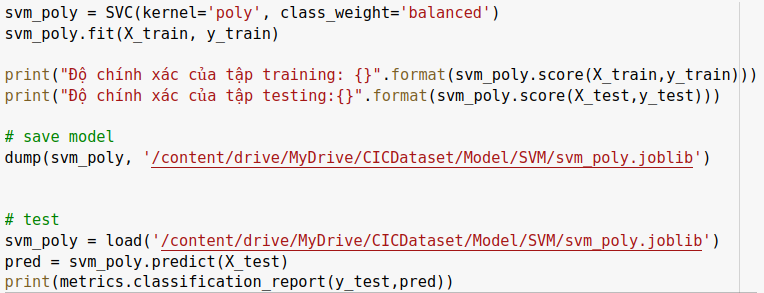 svm_poly = SVC(kernel='poly', class_weight='balanced')
svm_poly.fit(X_train, y_train)
print("Độ chính xác của tập training: {}".format(svm_poly.score(X_train,y_train)))
print("Độ chính xác của tập testing:{}".format(svm_poly.score(X_test,y_test)))
# save model
dump(svm_poly, '/content/drive/MyDrive/CICDataset/Model/SVM/svm_poly.joblib')
# test
svm_poly = load('/content/drive/MyDrive/CICDataset/Model/SVM/svm_poly.joblib')
pred = svm_poly.predict(X_test)
print(metrics.classification_report(y_test,pred))